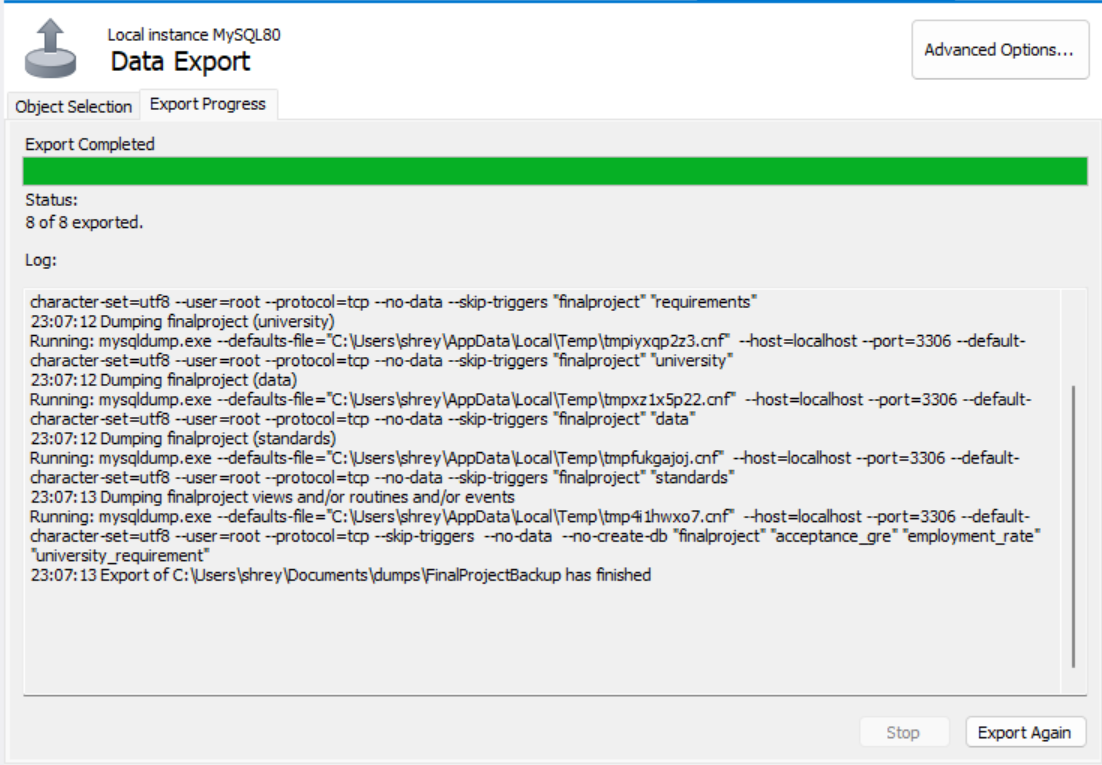 Local instance MySQL80
Data Export
Advanced Options...
Object Selection
Export Progress
Export Completed
Status:
8 of 8 exported.
Log:
character-set=utf8 --user=root --protocol=tcp --no-data --skip-triggers "finalproject" "requirements"
23:07:12 Dumping finalproject (university)
Running: mysqldump.exe --defaults-file="C:\Users\shrey\AppData\Local\Temp\tmpiyxqp2z3.cnf"  --host=localhost --port=3306 --default-
character-set=utf8 --user=root --protocol=tcp --no-data --skip-triggers "finalproject" "university"
23:07:12 Dumping finalproject (data)
Running: mysqldump.exe --defaults-file="C:\Users\shrey\AppData\Local\Temp\tmpxz1x5p22.cnf"  --host=localhost --port=3306 --default-
character-set=utf8 --user=root --protocol=tcp --no-data --skip-triggers "finalproject" "data"
23:07:12 Dumping finalproject (standards)
Running: mysqldump.exe --defaults-file="C:\Users\shrey\AppData\Local\Temp\tmpfukgajoj.cnf"  --host=localhost --port=3306 --default-
character-set=utf8 --user=root --protocol=tcp --no-data --skip-triggers "finalproject" "standards"
23:07:13 Dumping finalproject views and/or routines and/or events
Running: mysqldump.exe --defaults-file="C:\Users\shrey\AppData\Local\Temp\tmp4i1hwxo7.cnf"  --host=localhost --port=3306 --default-
character-set=utf8 --user=root --protocol=tcp --skip-triggers  --no-data  --no-create-db "finalproject" "acceptance_gre" "employment_rate"
"university_requirement"
23:07:13 Export of C:\Users\shrey\Documents\dumps\FinalProjectBackup has finished
Stop
Export Again